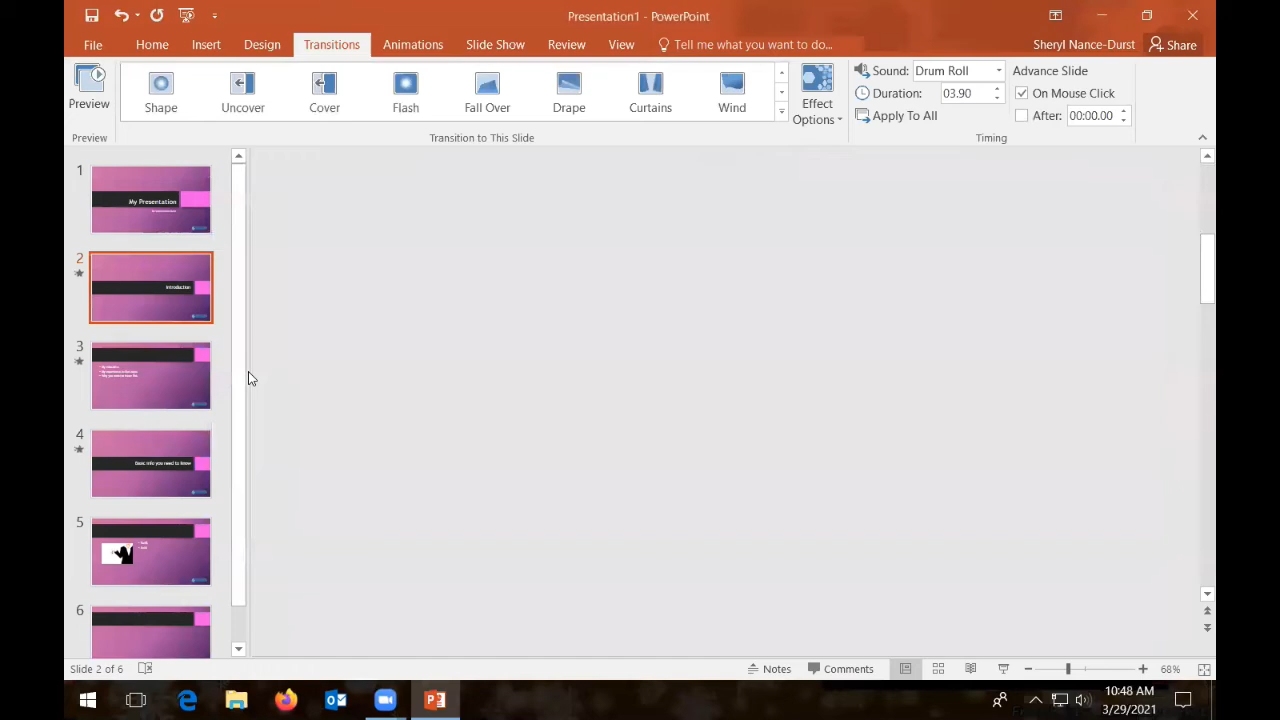 Presentation1 - PowerPoint
File Home Insert Design Transitions Animations Slide Show Review View Tell me what you want to do... Sheryl Nance-Durst Share
Preview Shape Uncover Cover Flash Fall Over Drape Curtains Wind Effect Options
Sound: Drum Roll Advance Slide
Duration: 03.90 On Mouse Click
Apply To All After: 00:00.00
Preview Transition to This Slide Timing
1
My Presentation
2
Introduction
3
4
Basic info you need to know
5
6
Slide 2 of 6 Notes Comments 68%
10:48 AM
3/29/2021